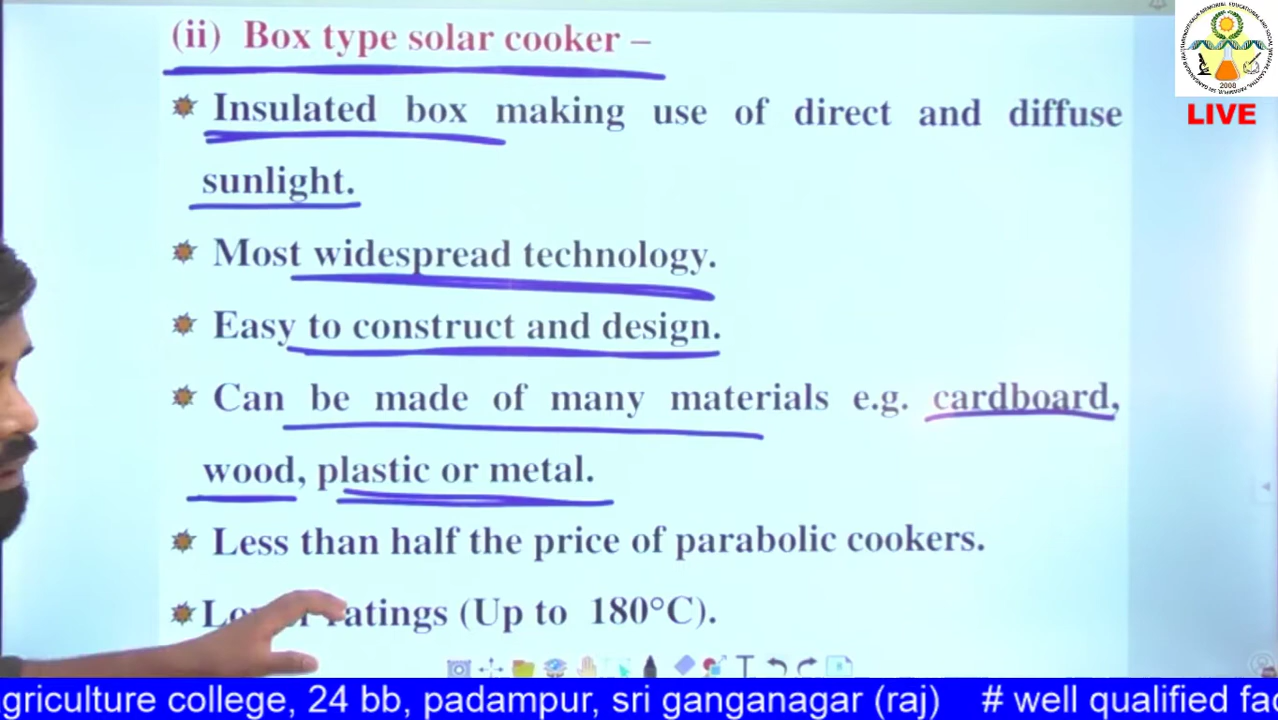 (ii) Box type solar cooker –
Insulated box making use of direct and diffuse
sunlight.
Most widespread technology.
Easy to construct and design.
Can be made of many materials e.g. cardboard,
wood, plastic or metal.
Less than half the price of parabolic cookers.
ratings (Up to 180°C).
2008
LIVE
griculture college, 24 bb, padampur, sri ganganagar (raj) # well qualified fac